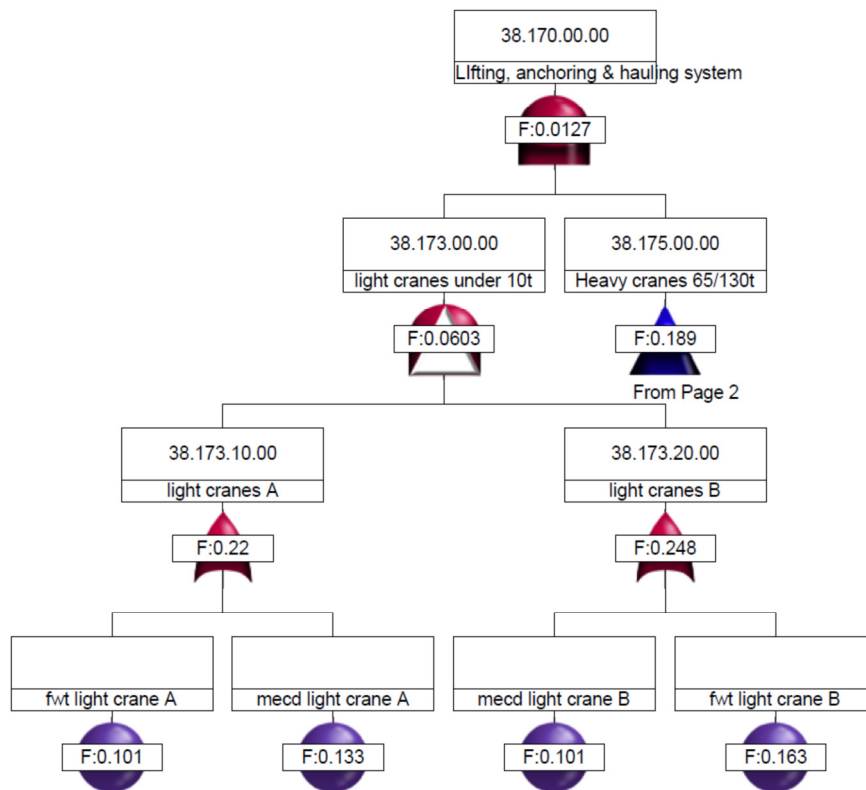 38.170.00.00
LIfting, anchoring & hauling system
F:0.0127
38.173.00.00
light cranes under 10t
F:0.0603
38.175.00.00
Heavy cranes 65/130t
F:0.189
From Page 2
38.173.10.00
light cranes A
F:0.22
38.173.20.00
light cranes B
F:0.248
fwt light crane A
F:0.101
mecd light crane A
F:0.133
mecd light crane B
F:0.101
fwt light crane B
F:0.163